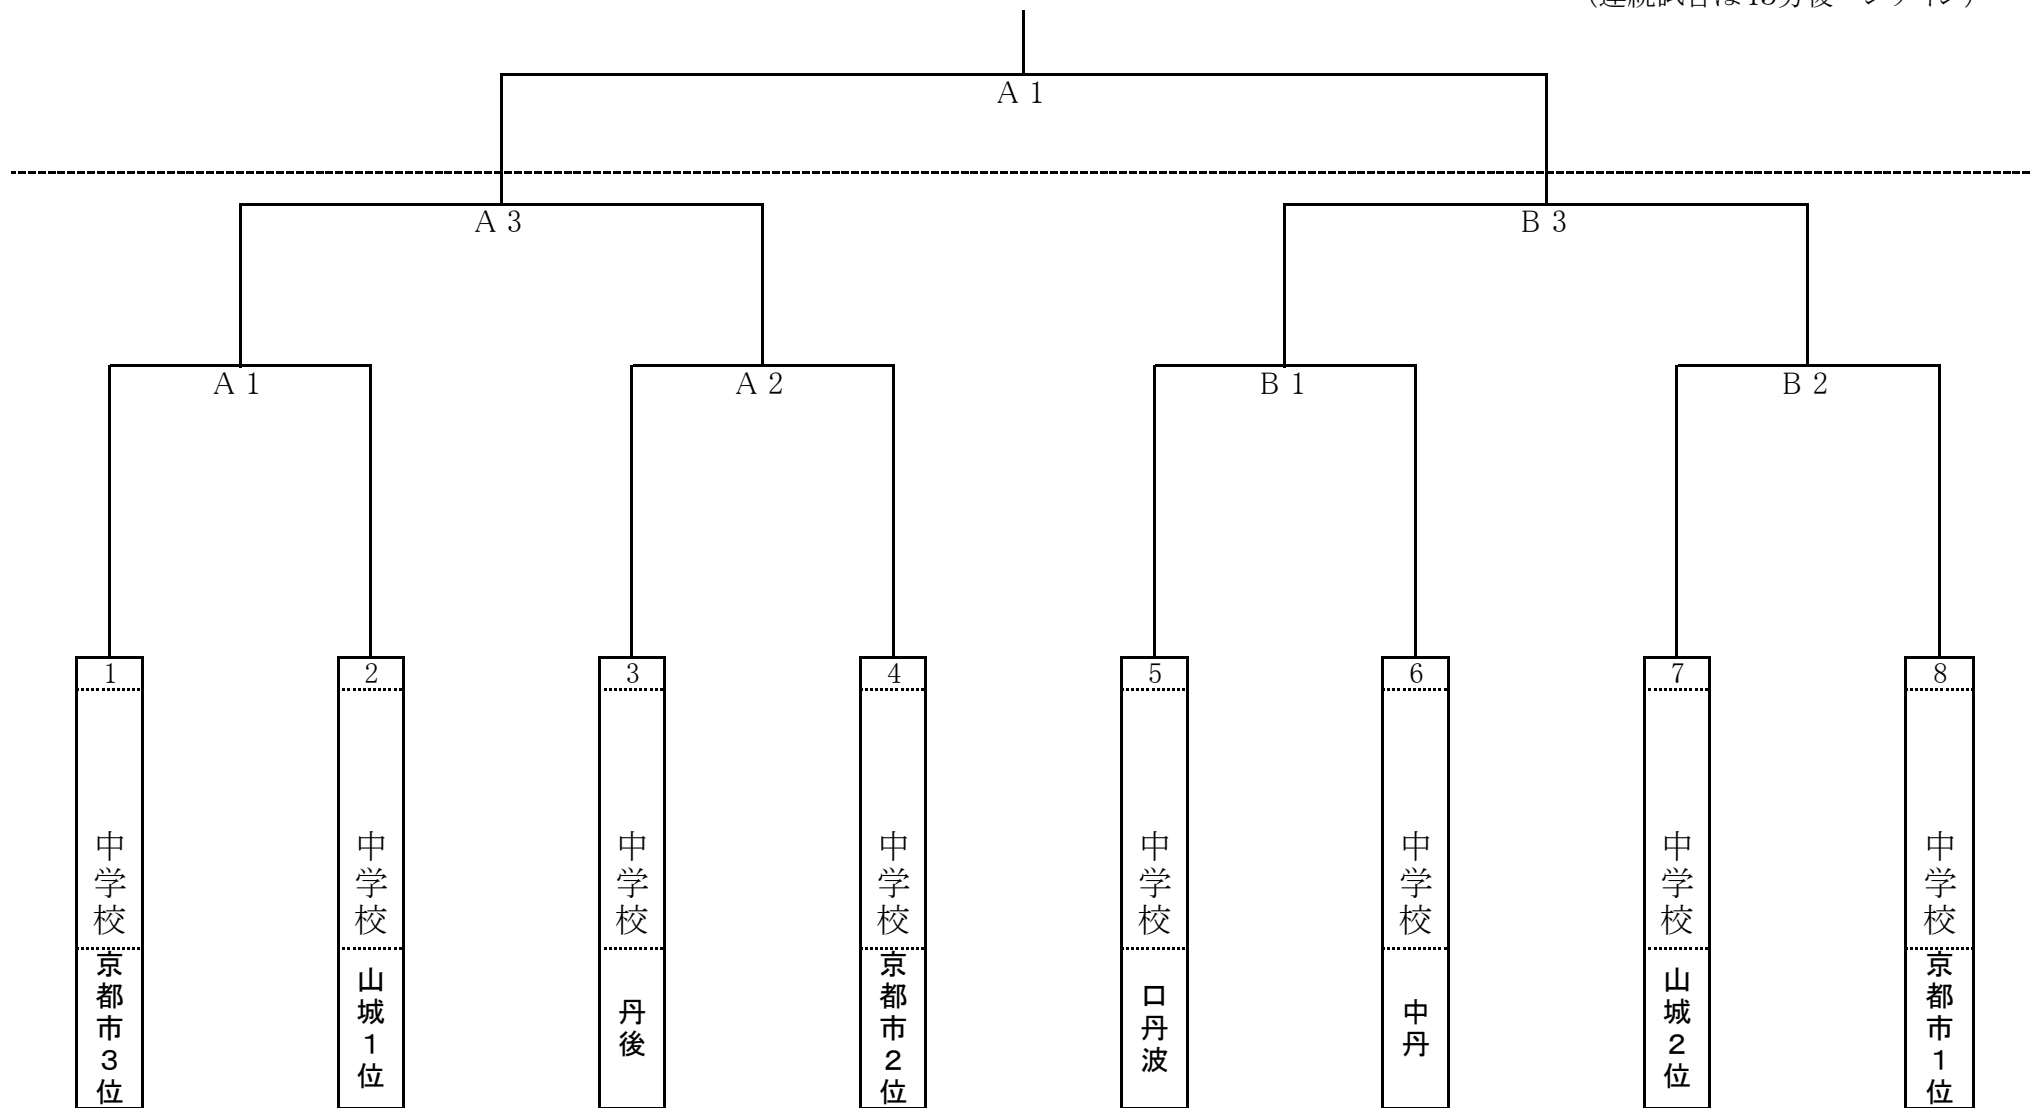 A 1
A 3
B 3
A 1
A 2
B 1
B 2
1
2
3
4
5
6
7
8
中学校
中学校
中学校
中学校
中学校
中学校
中学校
中学校
京都市3位
山城1位
丹後
京都市2位
口丹波
中丹
山城2位
京都市1位